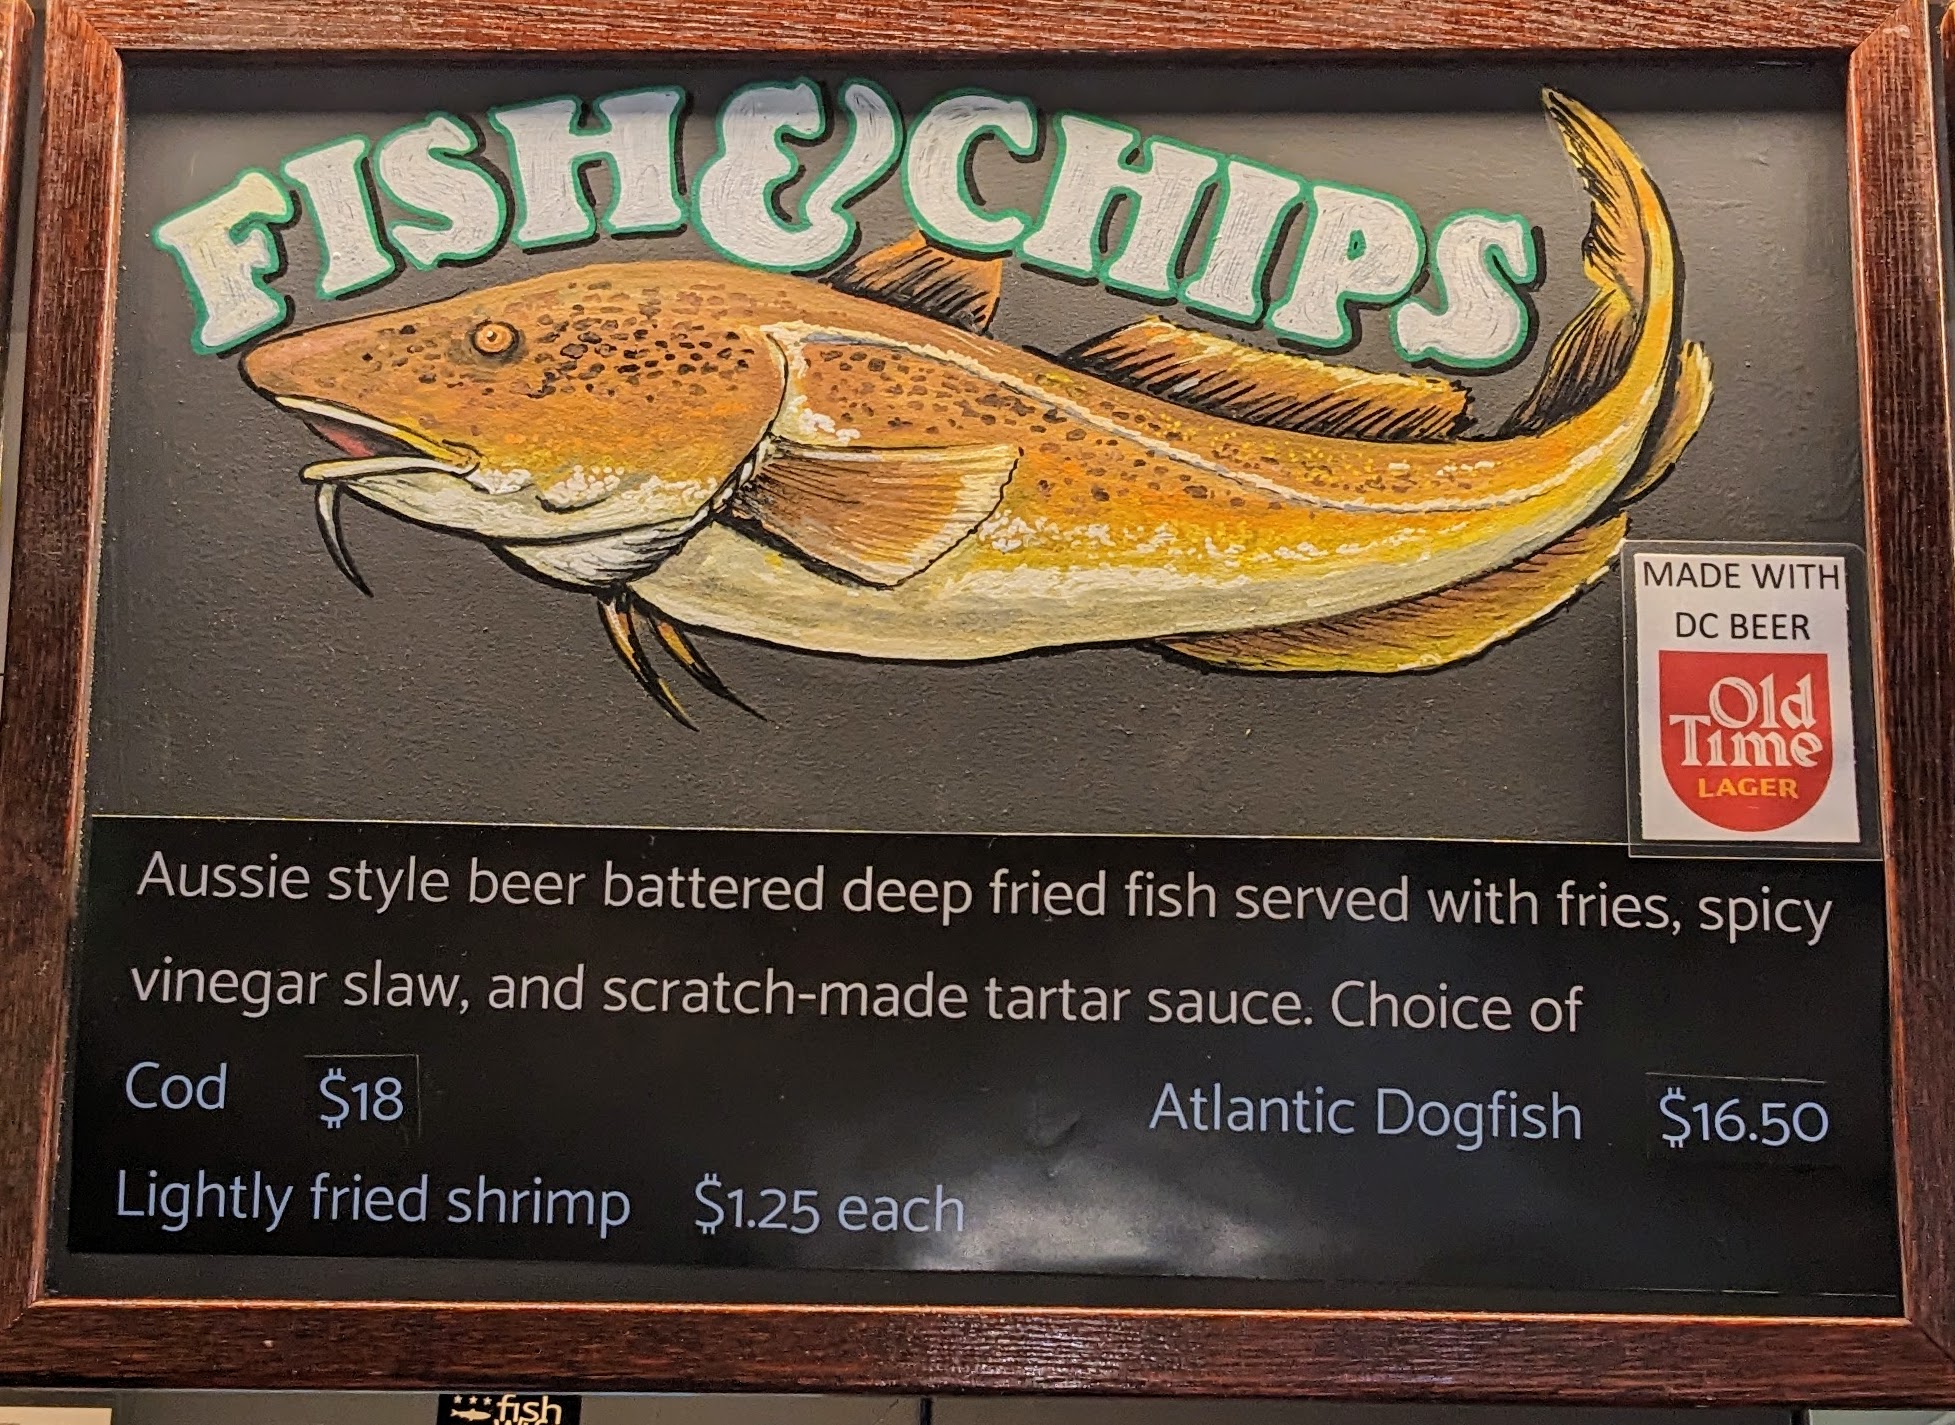 FISH & CHIPS
MADE WITH
DC BEER
Old
Time
LAGER
Aussie style beer battered deep fried fish served with fries, spicy
vinegar slaw, and scratch-made tartar sauce. Choice of
Cod $18 Atlantic Dogfish $16.50
Lightly fried shrimp $1.25 each
fish